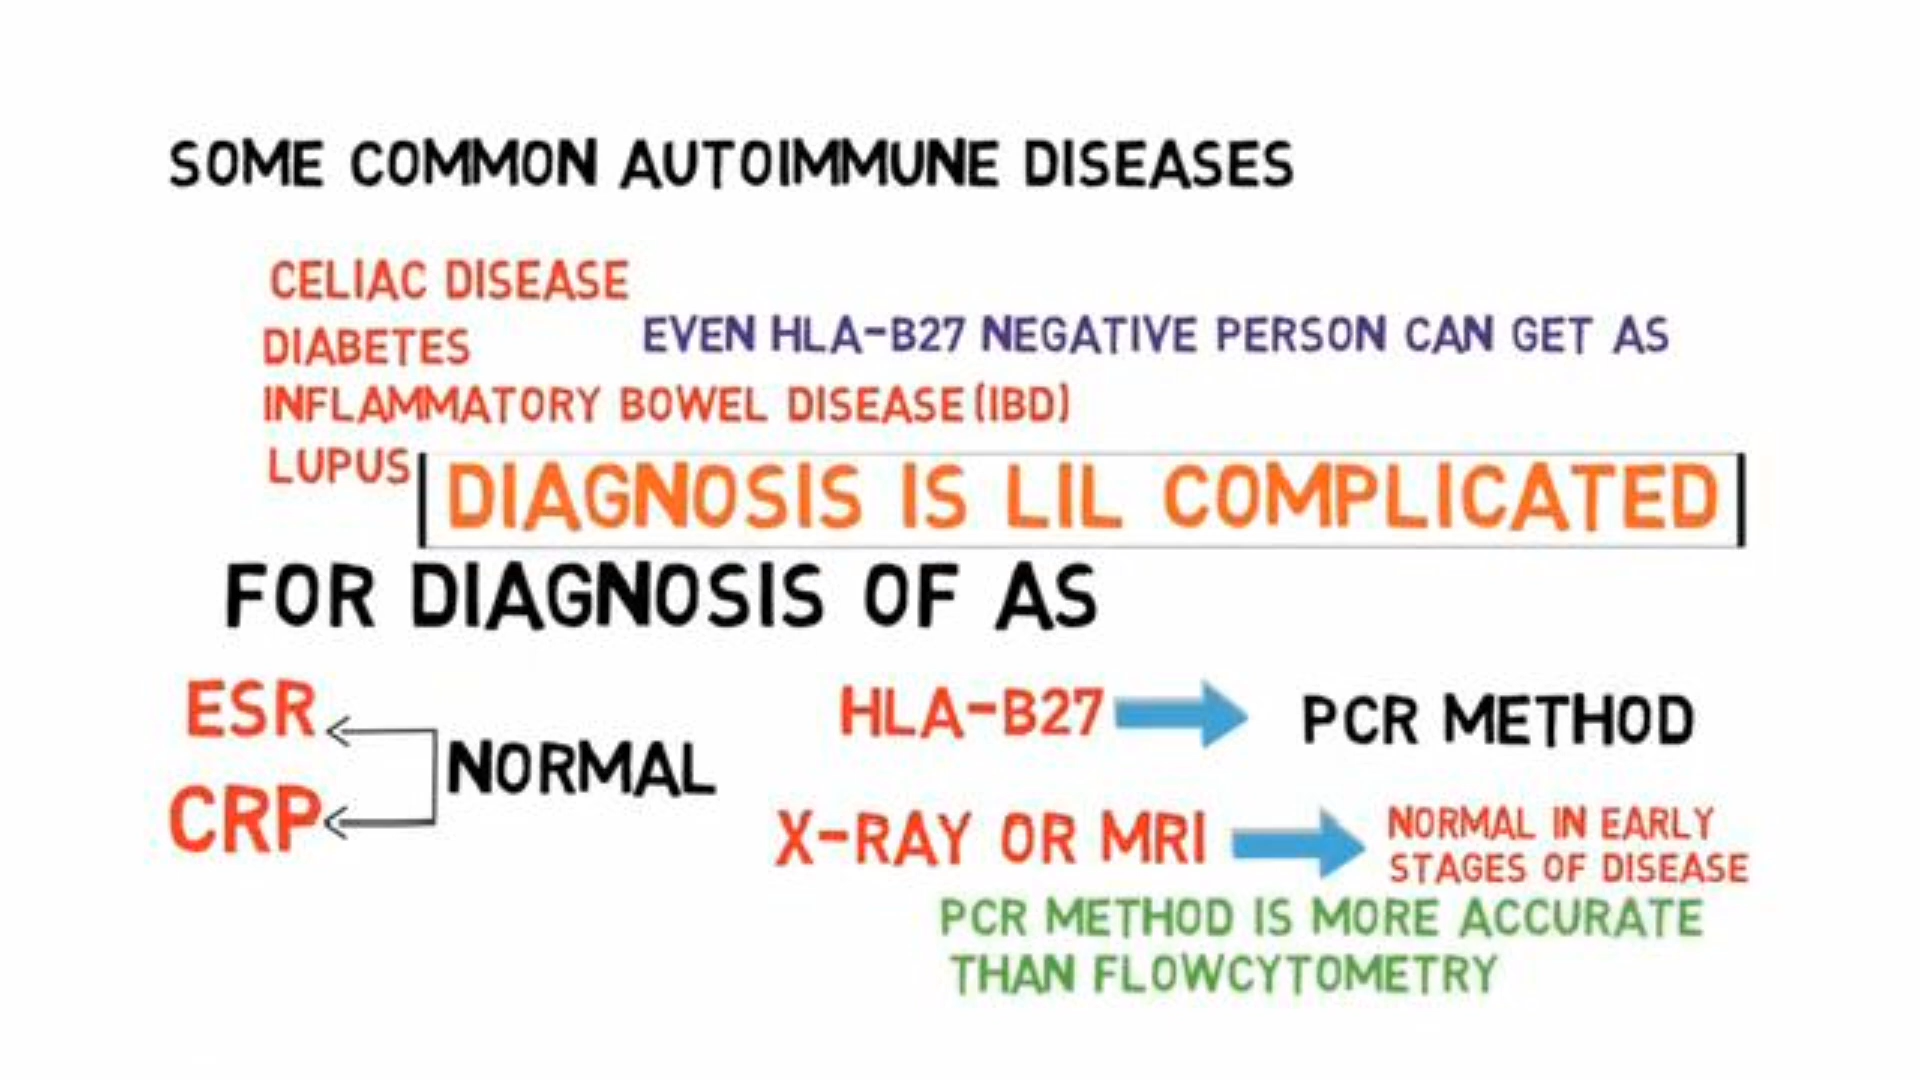 SOME COMMON AUTOIMMUNE DISEASES
CELIAC DISEASE
DIABETES
EVEN HLA-B27 NEGATIVE PERSON CAN GET AS
INFLAMMATORY BOWEL DISEASE (IBD)
LUPUS
DIAGNOSIS IS LIL COMPLICATED
FOR DIAGNOSIS OF AS
ESR
CRP
NORMAL
HLA-B27
PCR METHOD
X-RAY OR MRI
NORMAL IN EARLY
STAGES OF DISEASE
PCR METHOD IS MORE ACCURATE
THAN FLOWCYTOMETRY